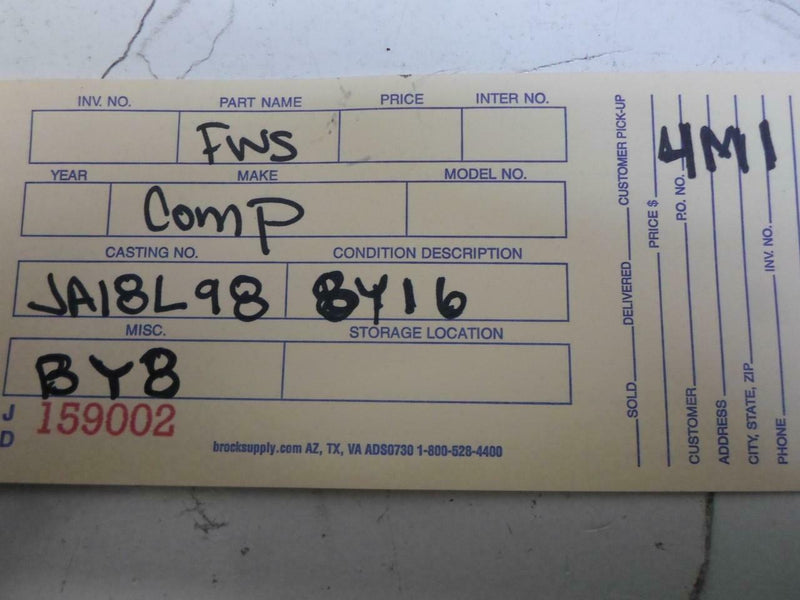 INV. NO. PART NAME PRICE INTER NO.
FWS
YEAR MAKE MODEL NO.
Comp
CASTING NO. CONDITION DESCRIPTION
JA18L98 BY16
MISC. STORAGE LOCATION
BYB
J
D
159002
brocksupply.com AZ, TX, VA ADS0730 1-800-528-4400
SOLD DELIVERED CUSTOMER PICK-UP
PRICE $
CUSTOMER P.O. NO.
ADDRESS
CITY, STATE, ZIP
PHONE INV. NO.
4M1